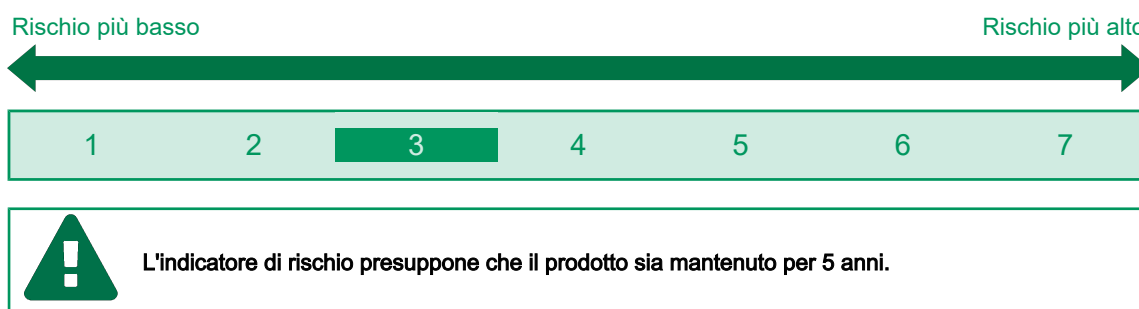 Rischio più basso Rischio più alto
1 2 3 4 5 6 7
L'indicatore di rischio presuppone che il prodotto sia mantenuto per 5 anni.